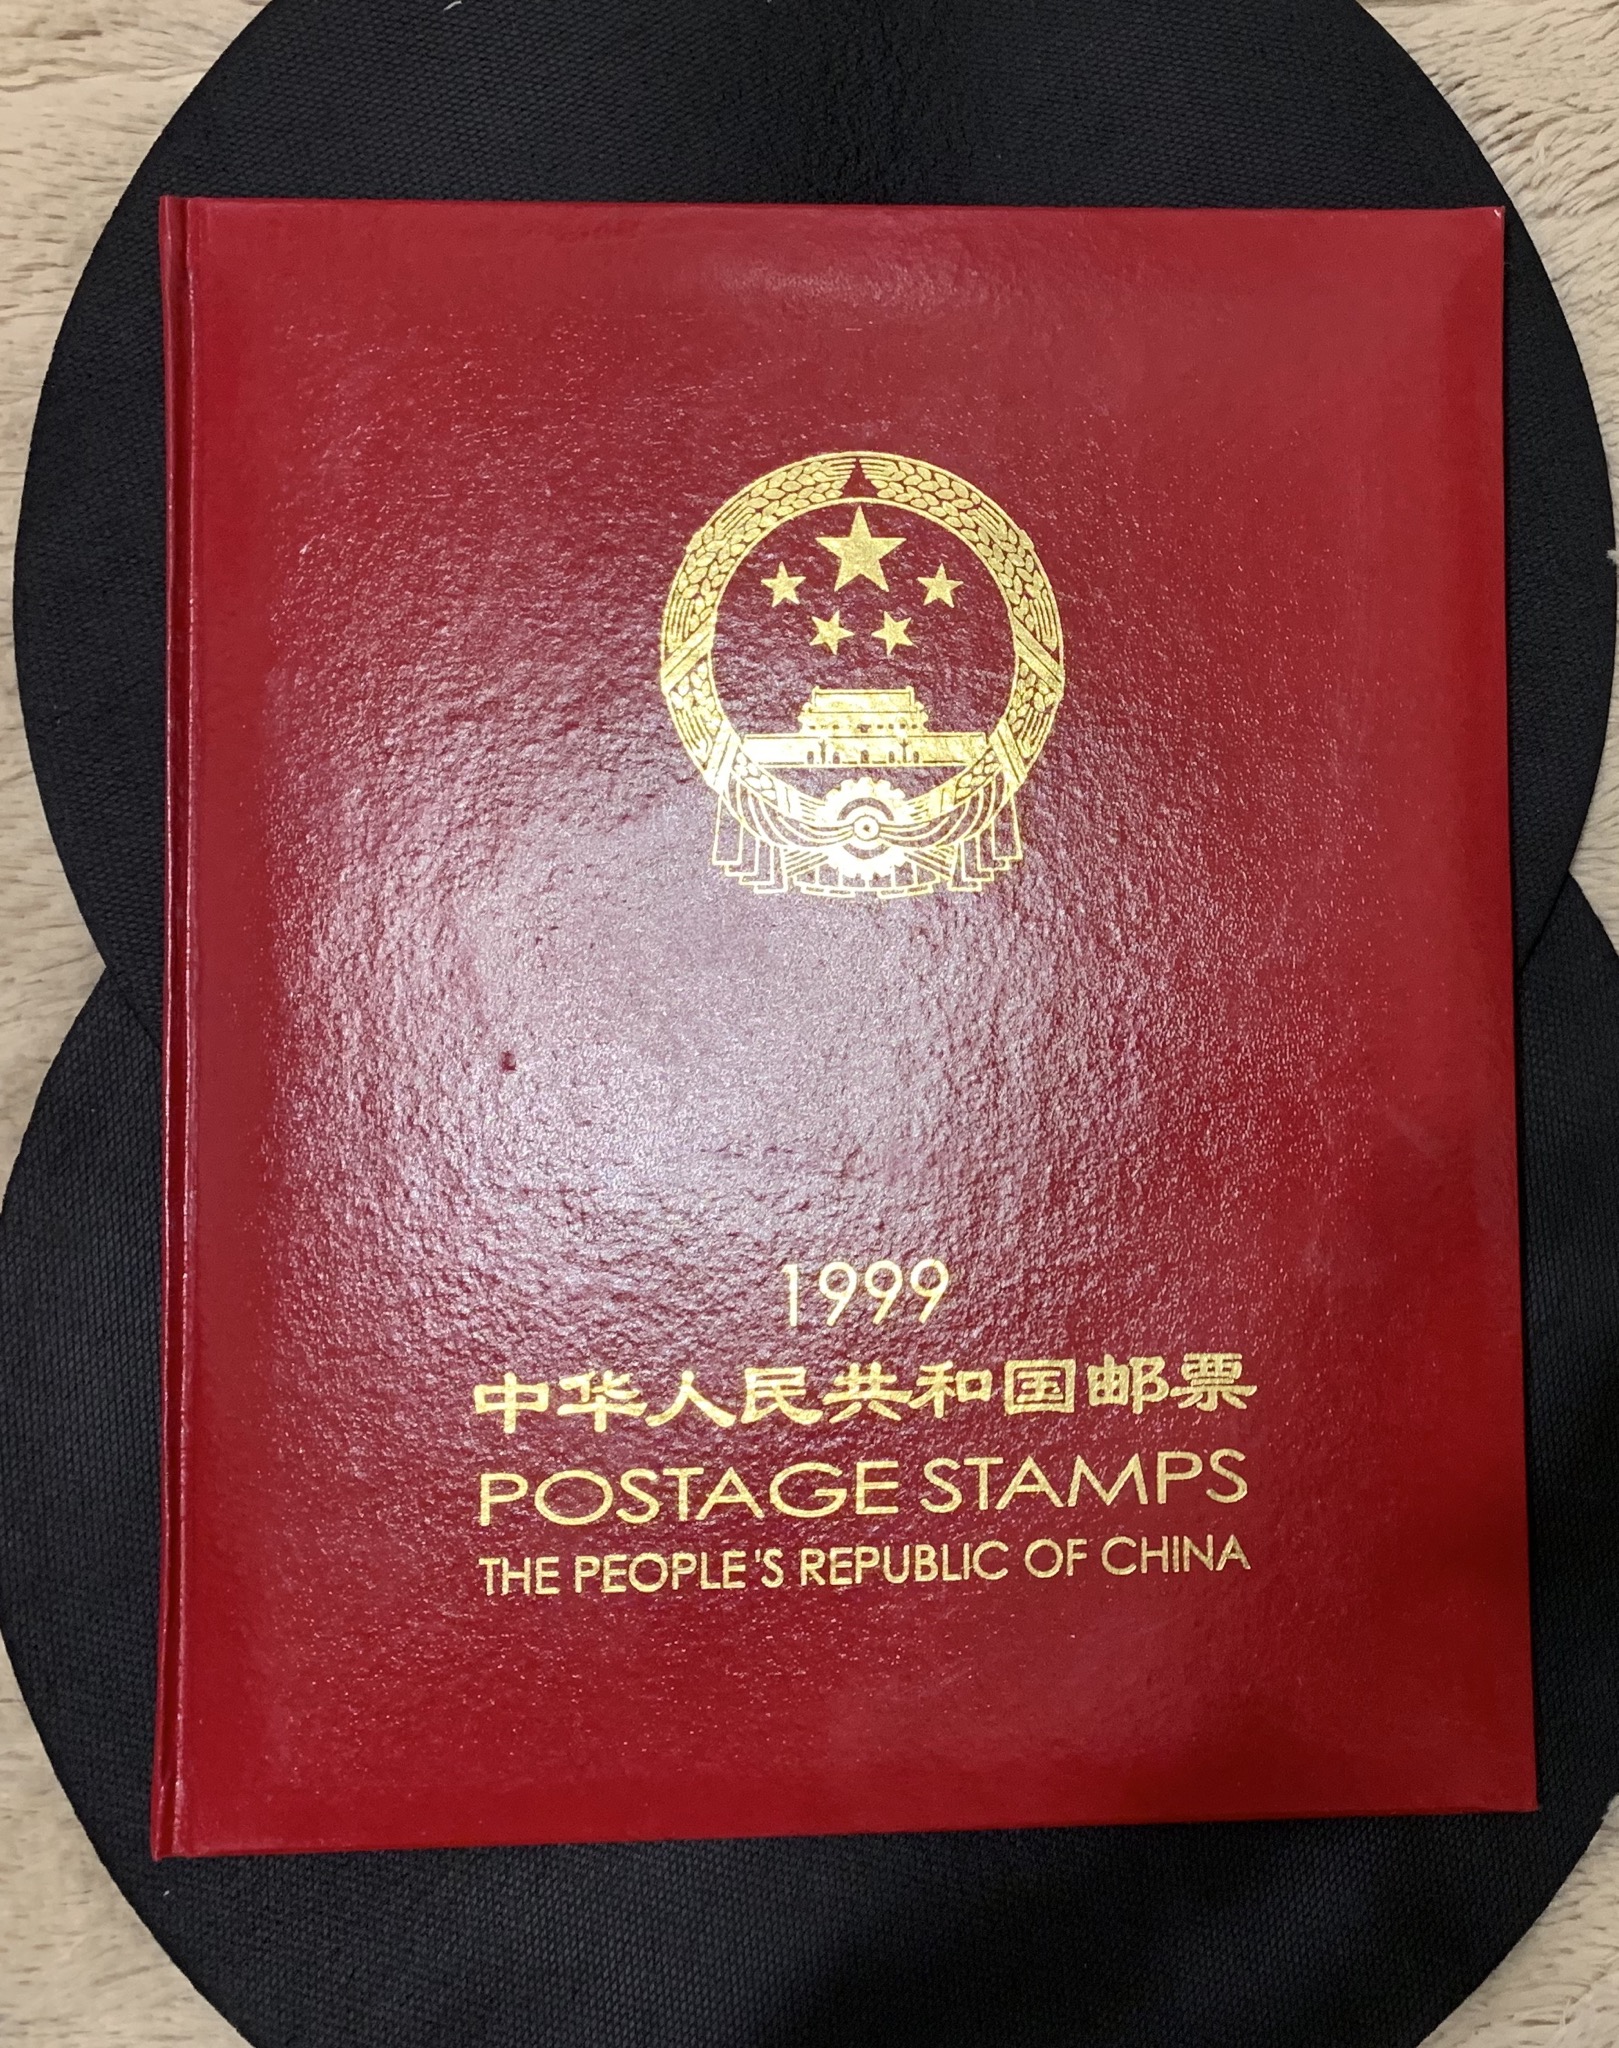 1999
中华人民共和国邮票
POSTAGE STAMPS
THE PEOPLE'S REPUBLIC OF CHINA